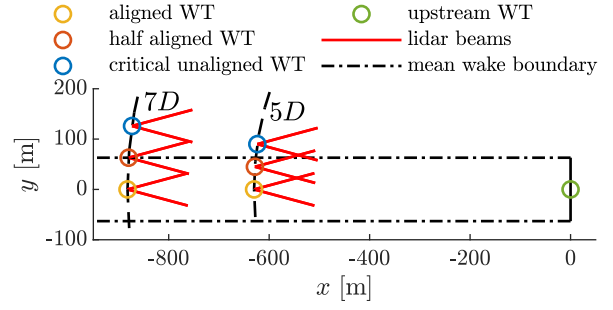 aligned WT
upstream WT
half aligned WT
lidar beams
critical unaligned WT
mean wake boundary
200
7D
5D
100
y [m]
0
-100
-800
-600
-400
-200
0
x [m]